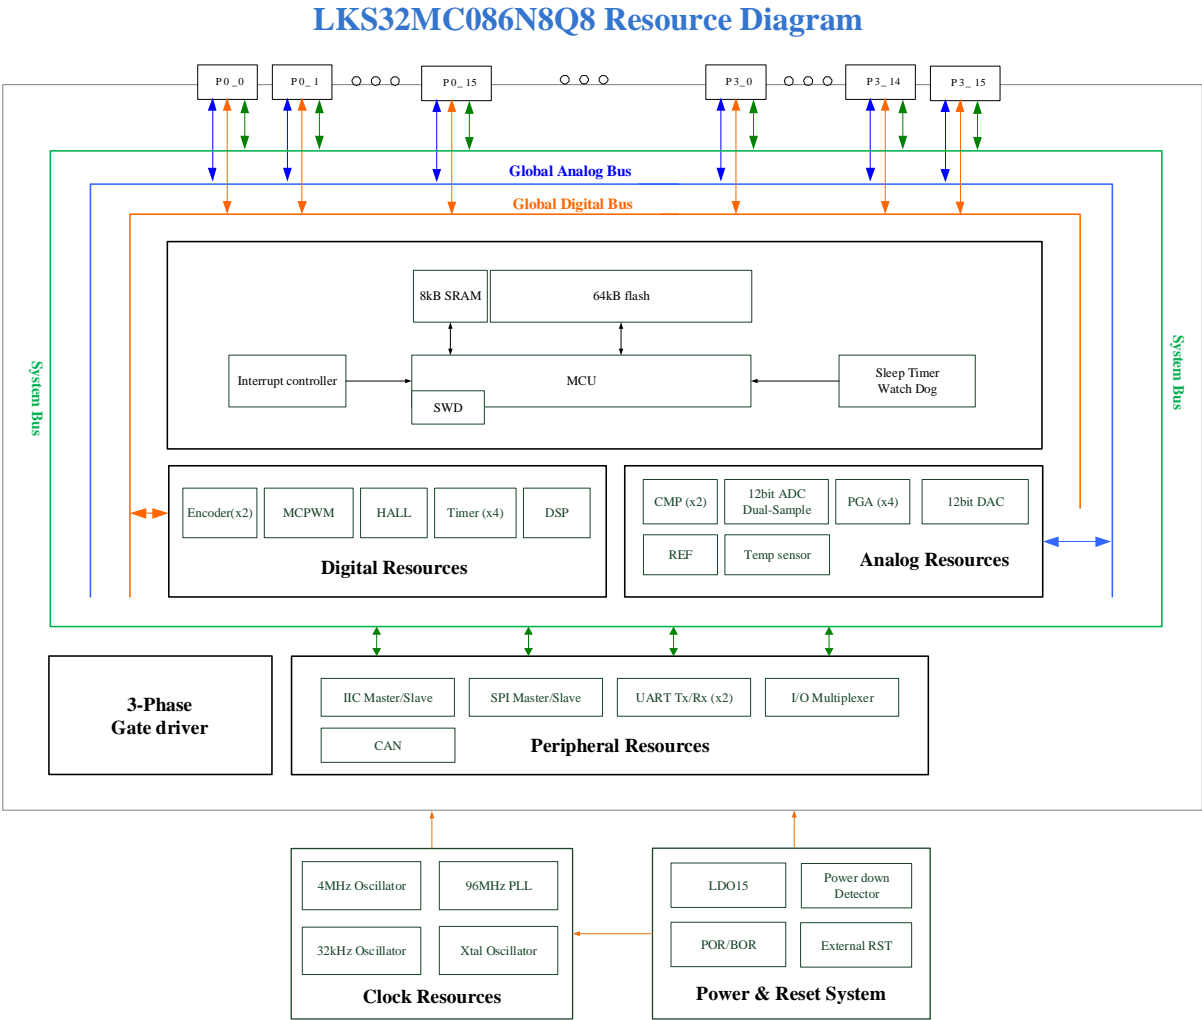 LKS32MC086N8Q8 Resource Diagram
P0_0
P0_1
P0_15
P3_0
P3_14
P3_15
Global Analog Bus
Global Digital Bus
System Bus
System Bus
8kB SRAM
64kB flash
Interrupt controller
MCU
SWD
Sleep Timer
Watch Dog
Encoder(x2)
MCPWM
HALL
Timer (x4)
DSP
Digital Resources
CMP (x2)
12bit ADC
Dual-Sample
PGA (x4)
12bit DAC
REF
Temp sensor
Analog Resources
3-Phase
Gate driver
IIC Master/Slave
SPI Master/Slave
UART Tx/Rx (x2)
I/O Multiplexer
CAN
Peripheral Resources
4MHz Oscillator
96MHz PLL
32kHz Oscillator
Xtal Oscillator
Clock Resources
LDO15
Power down
Detector
POR/BOR
External RST
Power & Reset System